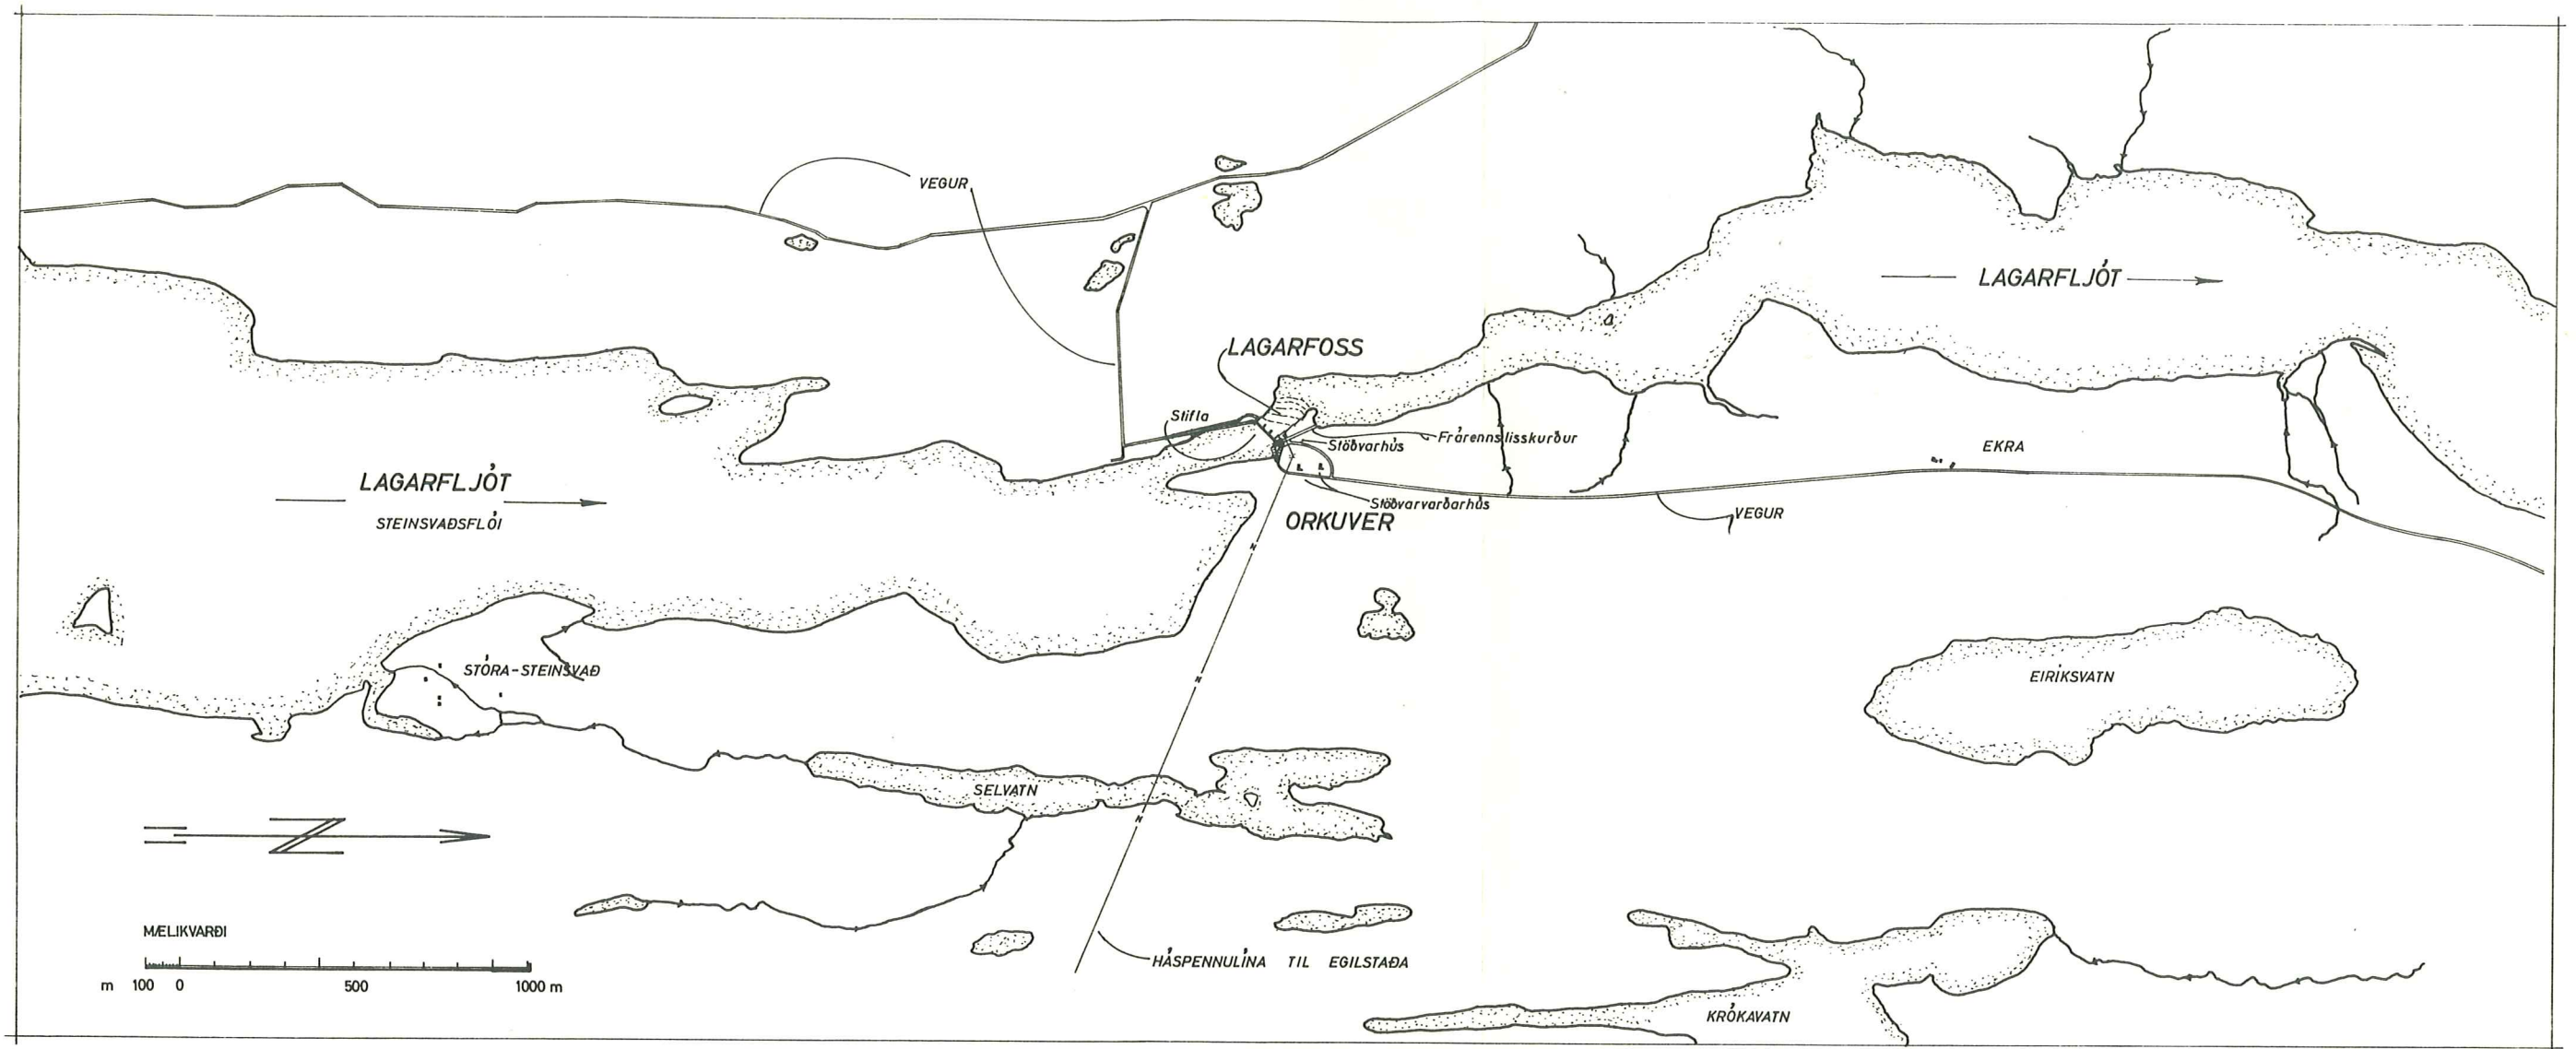 VEGUR
LAGARFLJÓT
LAGARFOSS
Stífla
Stöðvarhús
Frárennslisskurður
EKRA
LAGARFLJÓT
STEINSVAÐSFLÓI
Stöðvarvarðarhús
ORKUVER
VEGUR
STÓRA-STEINSVAÐ
EIRÍKSVATN
SELVATN
N
N
N
N
MÆLIKVARÐI
m 100 0 500 1000 m
HÁSPENNULÍNA TIL EGILSTAÐA
KRÓKAVATN